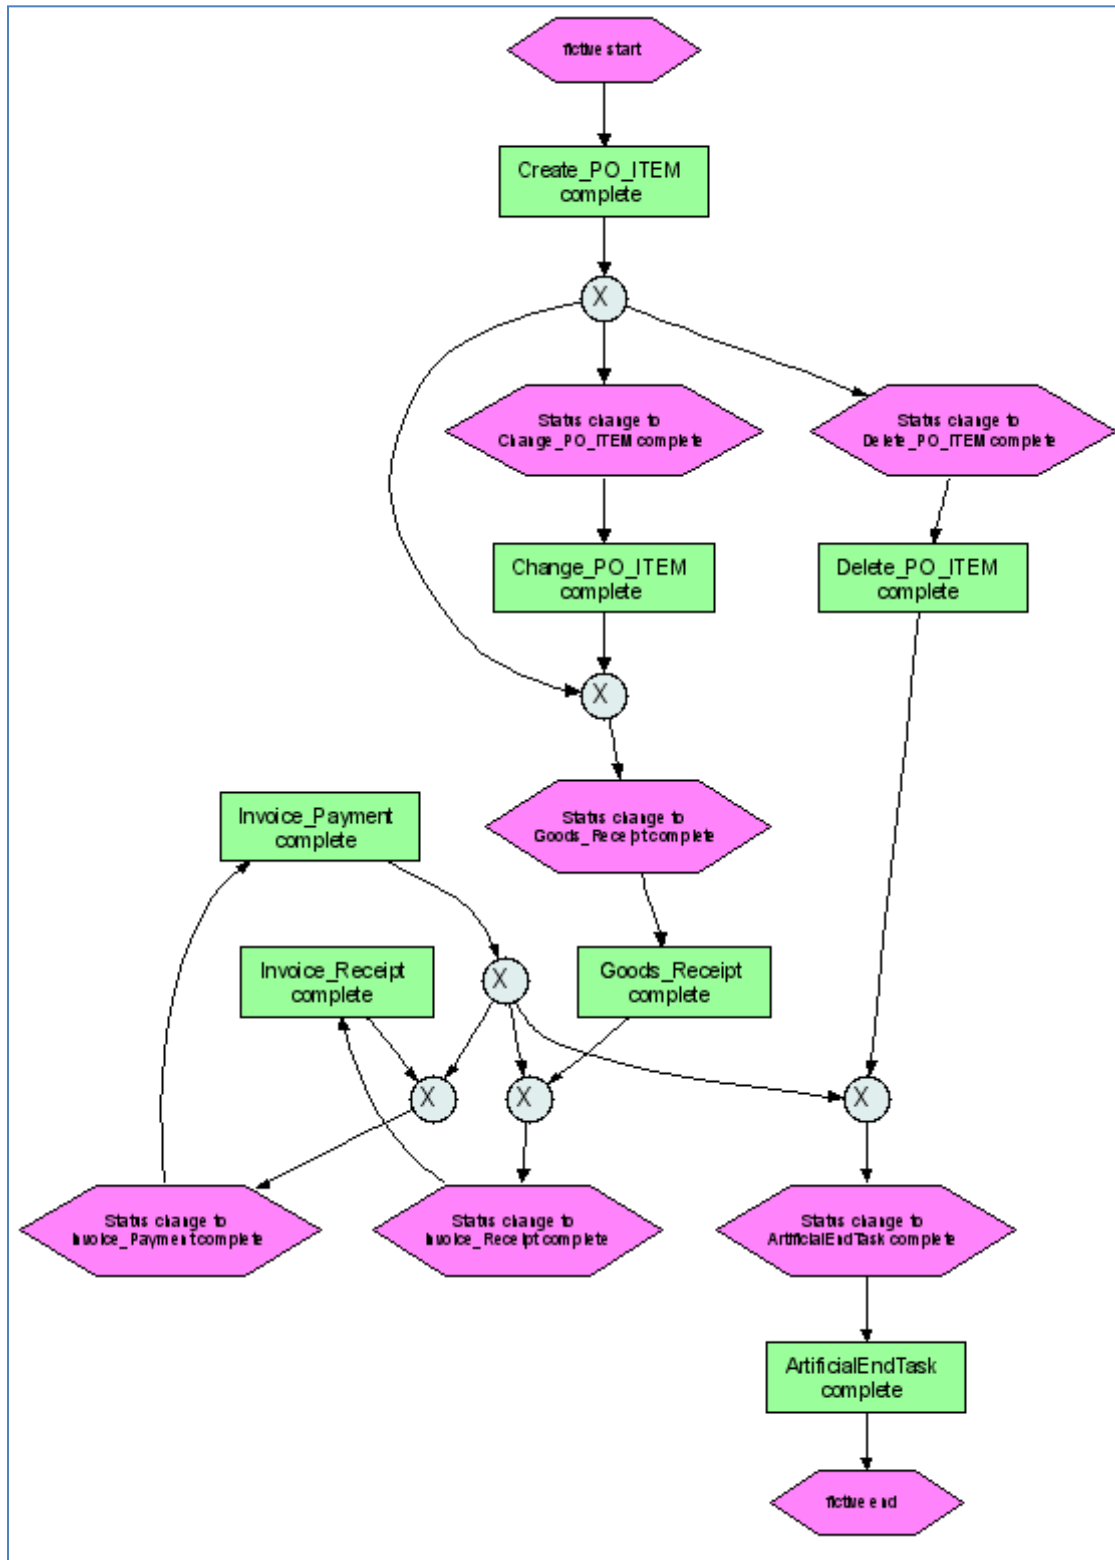 fictive start
Create_PO_ITEM
complete
X
Status change to
Change_PO_ITEM complete
Status change to
Delete_PO_ITEM complete
Change_PO_ITEM
complete
Delete_PO_ITEM
complete
X
Status change to
Goods_Receipt complete
Invoice_Payment
complete
Invoice_Receipt
complete
X
Goods_Receipt
complete
X
X
X
Status change to
Invoice_Payment complete
Status change to
Invoice_Receipt complete
Status change to
ArtificialEndTask complete
ArtificialEndTask
complete
fictive end